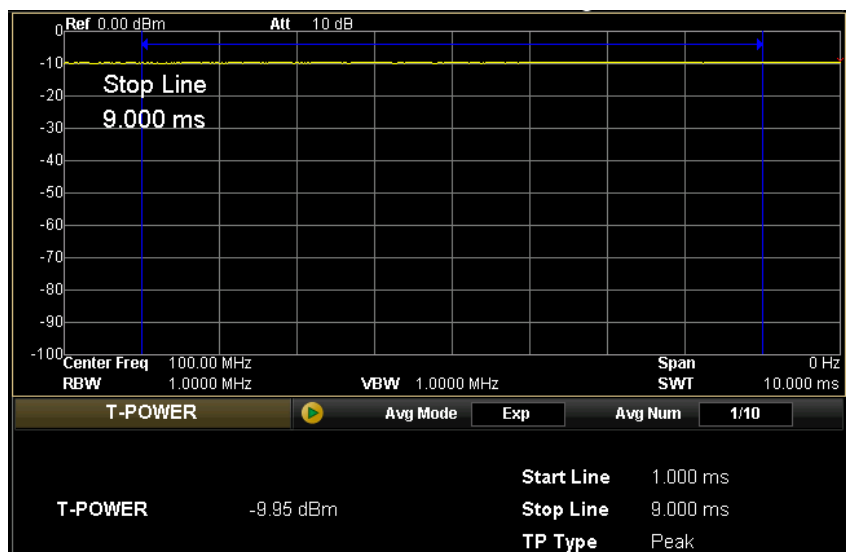 Ref 0.00 dBm Att 10 dB
0
-10
Stop Line
-20
9.000 ms
-30
-40
-50
-60
-70
-80
-90
-100
Center Freq 100.00 MHz Span 0 Hz
RBW 1.0000 MHz VBW 1.0000 MHz SWT 10.000 ms
T-POWER Avg Mode Exp Avg Num 1/10
Start Line 1.000 ms
T-POWER -9.95 dBm Stop Line 9.000 ms
TP Type Peak